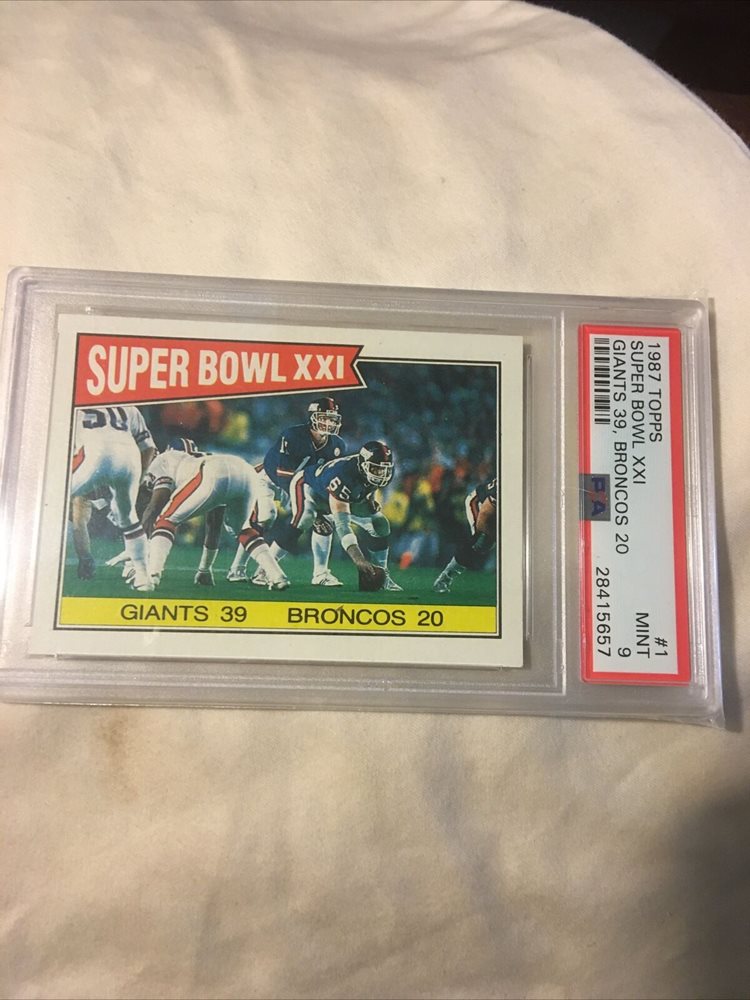 SUPER BOWL XXI
GIANTS 39 BRONCOS 20
1987 TOPPS #1
SUPER BOWL XXI MINT
GIANTS 39, BRONCOS 20 9
28415657
65